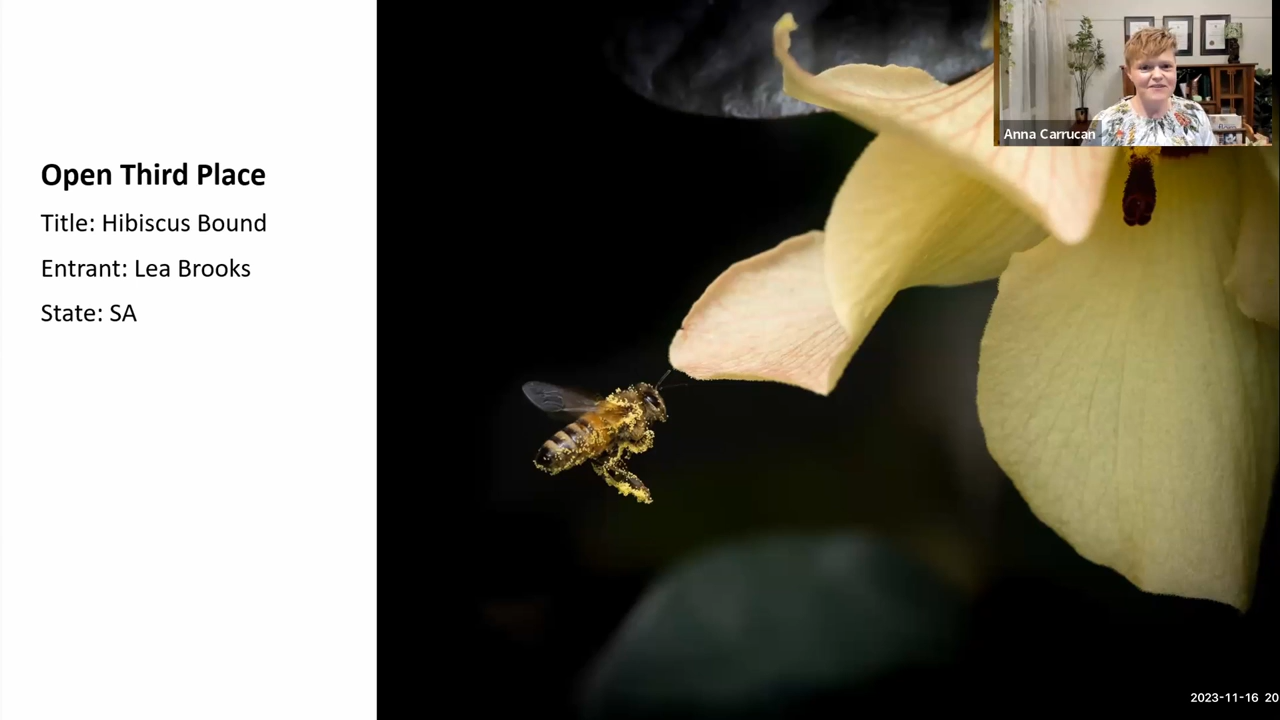 Open Third Place
Title: Hibiscus Bound
Entrant: Lea Brooks
State: SA
Anna Carrucan
2023-11-16 20